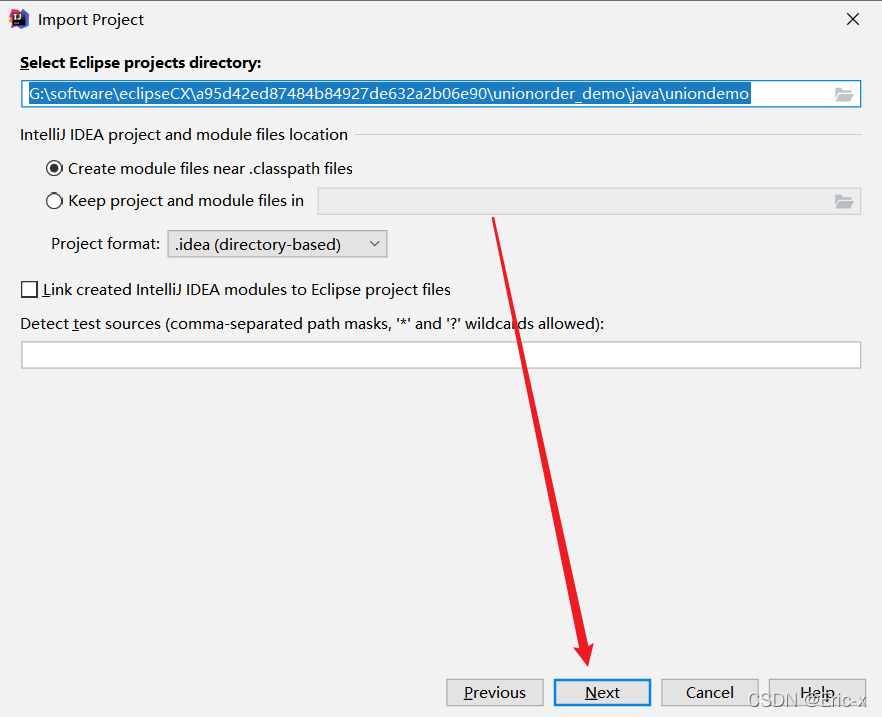 Import Project
Select Eclipse projects directory:
G:\software\eclipseCX\a95d42ed87484b84927de632a2b06e90\unionorder_demo\java\uniondemo
IntelliJ IDEA project and module files location
Create module files near .classpath files
Keep project and module files in
Project format: .idea (directory-based)
Link created IntelliJ IDEA modules to Eclipse project files
Detect test sources (comma-separated path masks, '*' and '?' wildcards allowed):
Previous Next Cancel Help
CSDN @Eric-x